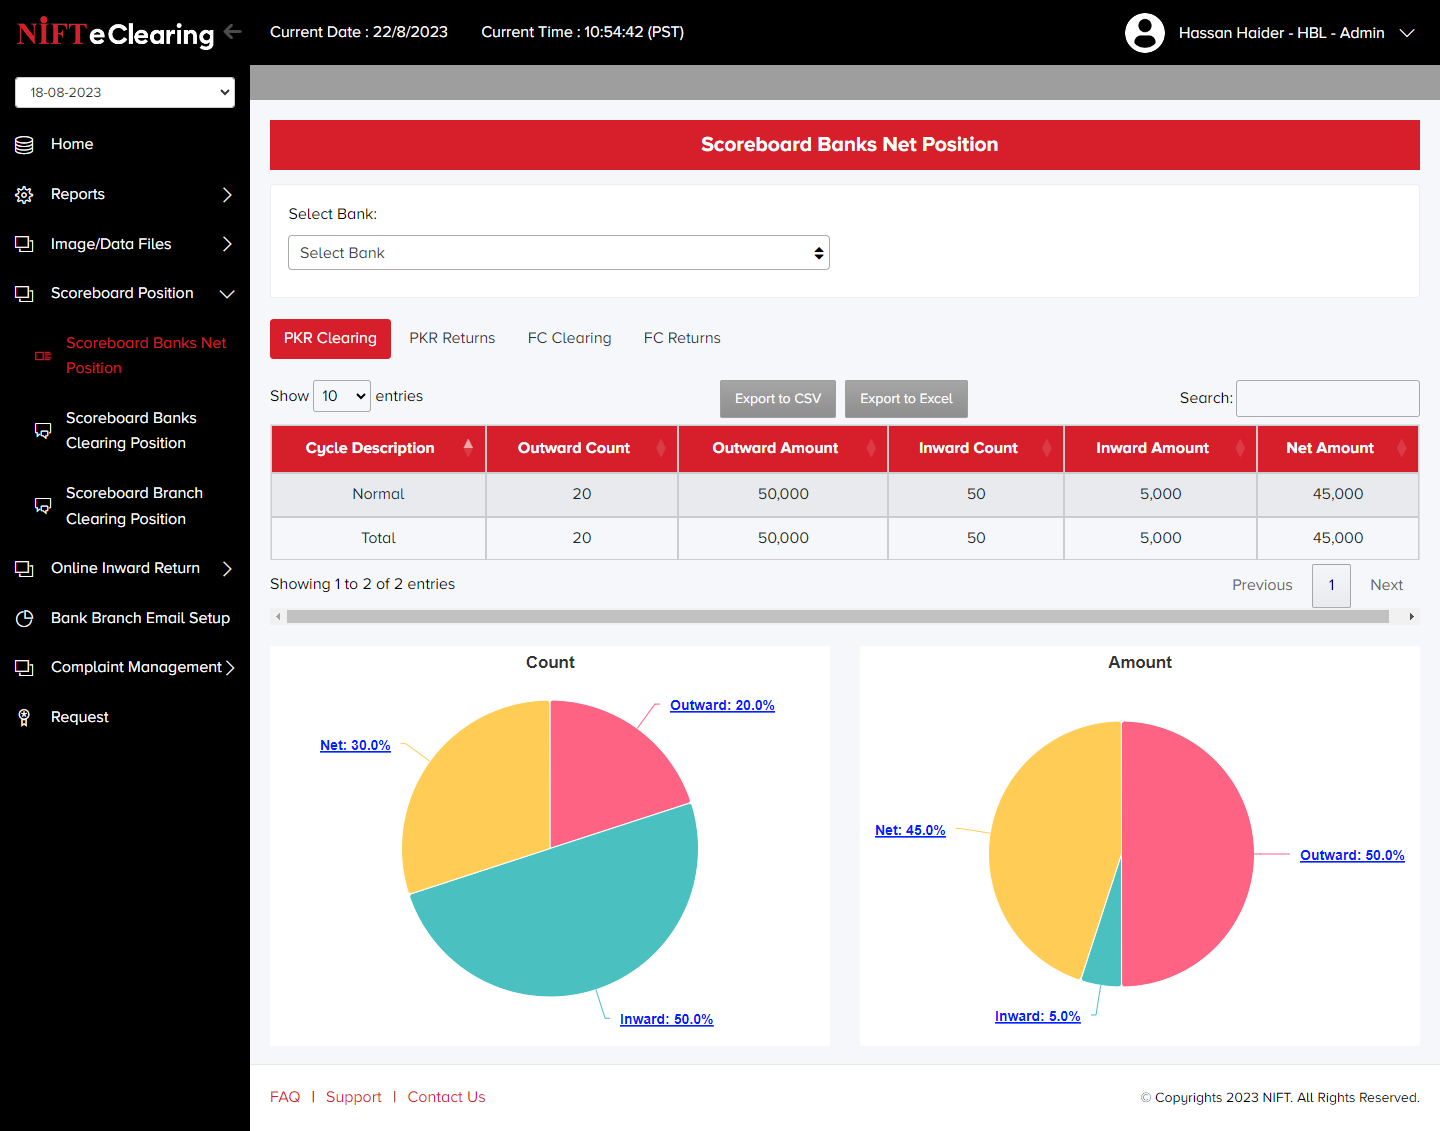 NIFT eClearing
Current Date : 22/8/2023
Current Time : 10:54:42 (PST)
Hassan Haider - HBL - Admin
18-08-2023
Home
Reports
Image/Data Files
Scoreboard Position
Scoreboard Banks Net
Position
Scoreboard Banks
Clearing Position
Scoreboard Branch
Clearing Position
Online Inward Return
Bank Branch Email Setup
Complaint Management
Request
Scoreboard Banks Net Position
Select Bank:
Select Bank
PKR Clearing PKR Returns FC Clearing FC Returns
Show 10 entries
Export to CSV Export to Excel
Search:
Cycle Description Outward Count Outward Amount Inward Count Inward Amount Net Amount
Normal 20 50,000 50 5,000 45,000
Total 20 50,000 50 5,000 45,000
Showing 1 to 2 of 2 entries
Previous 1 Next
Count
Outward: 20.0%
Net: 30.0%
Inward: 50.0%
Amount
Net: 45.0%
Outward: 50.0%
Inward: 5.0%
FAQ | Support | Contact Us
© Copyrights 2023 NIFT. All Rights Reserved.